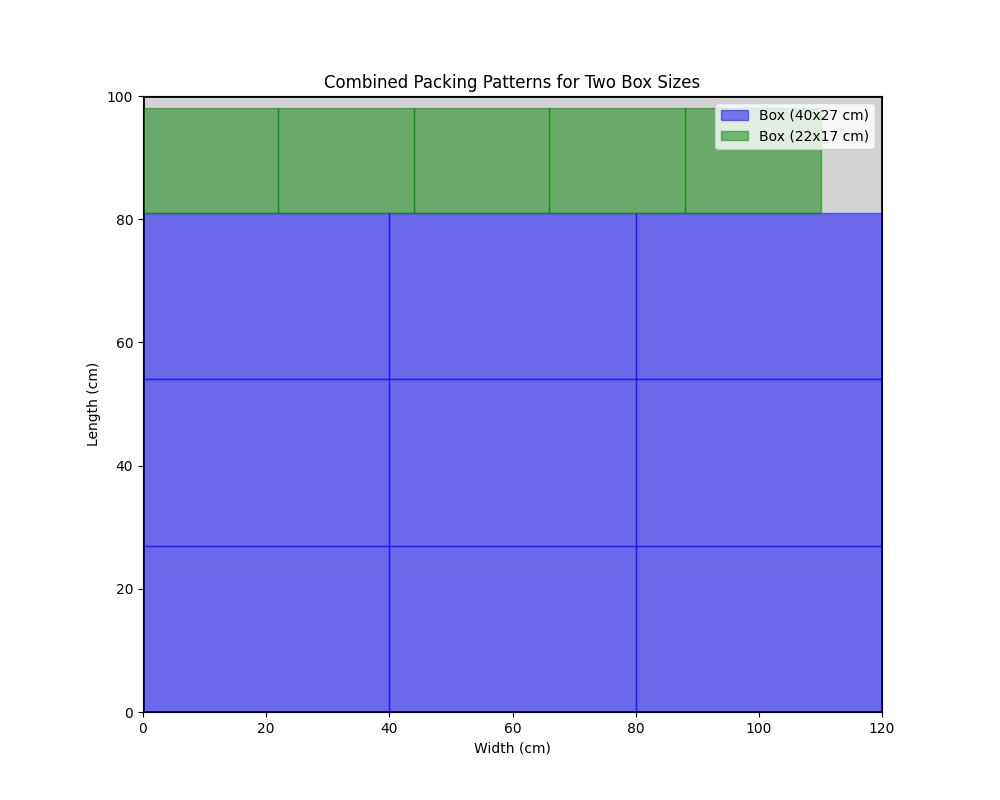 Combined Packing Patterns for Two Box Sizes
100
80
60
40
20
0
Length (cm)
Box (40x27 cm)
Box (22x17 cm)
0 20 40 60 80 100 120
Width (cm)